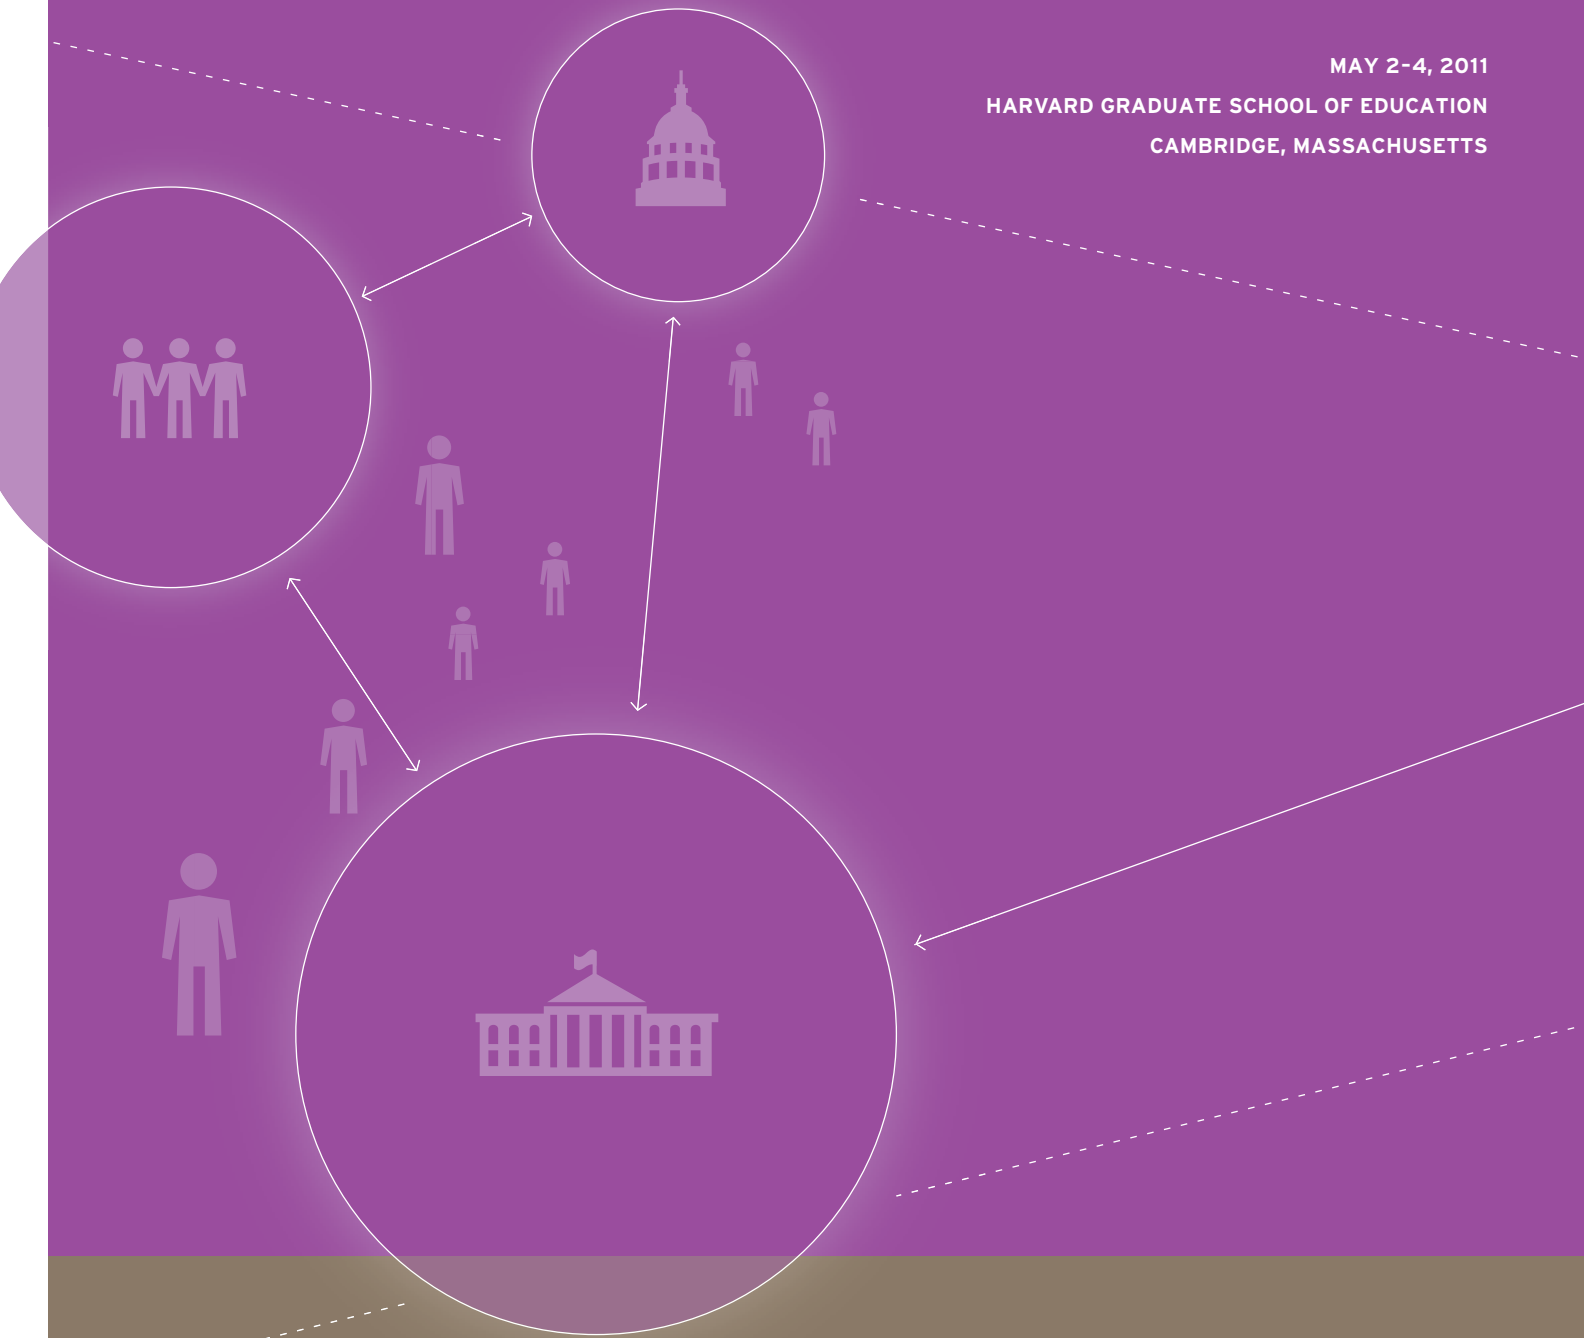 MAY 2–4, 2011
HARVARD GRADUATE SCHOOL OF EDUCATION
CAMBRIDGE, MASSACHUSETTS